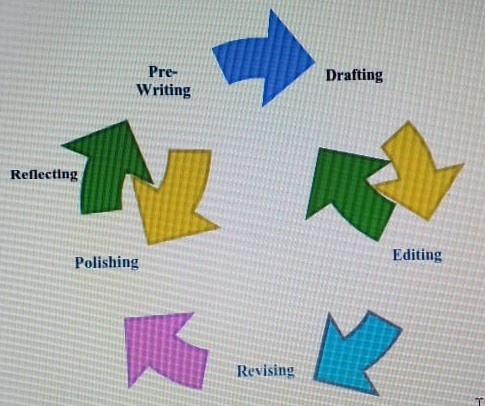 Pre-
Writing
Drafting
Reflecting
Polishing
Editing
Revising